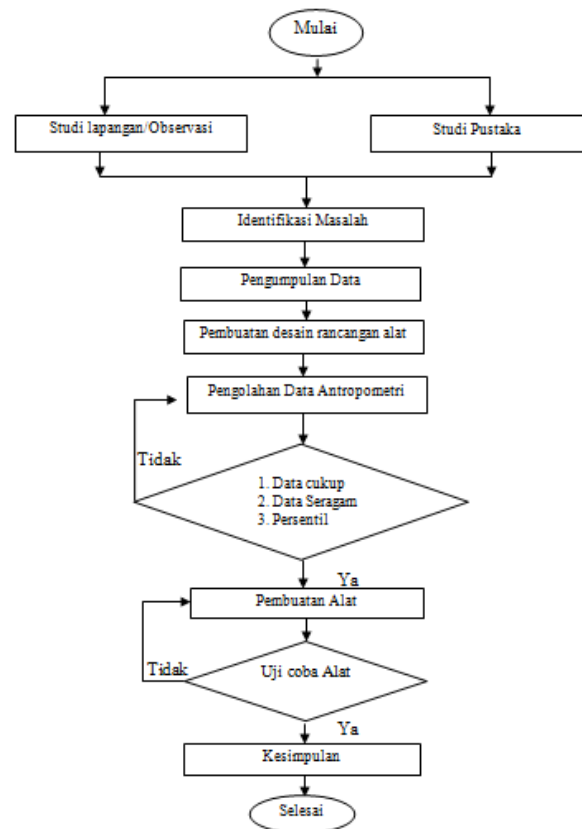 Mulai
Studi lapangan/Observasi
Studi Pustaka
Identifikasi Masalah
Pengumpulan Data
Pembuatan desain rancangan alat
Pengolahan Data Antropometri
Tidak
1. Data cukup
2. Data Seragam
3. Persentil
Ya
Pembuatan Alat
Tidak
Uji coba Alat
Ya
Kesimpulan
Selesai